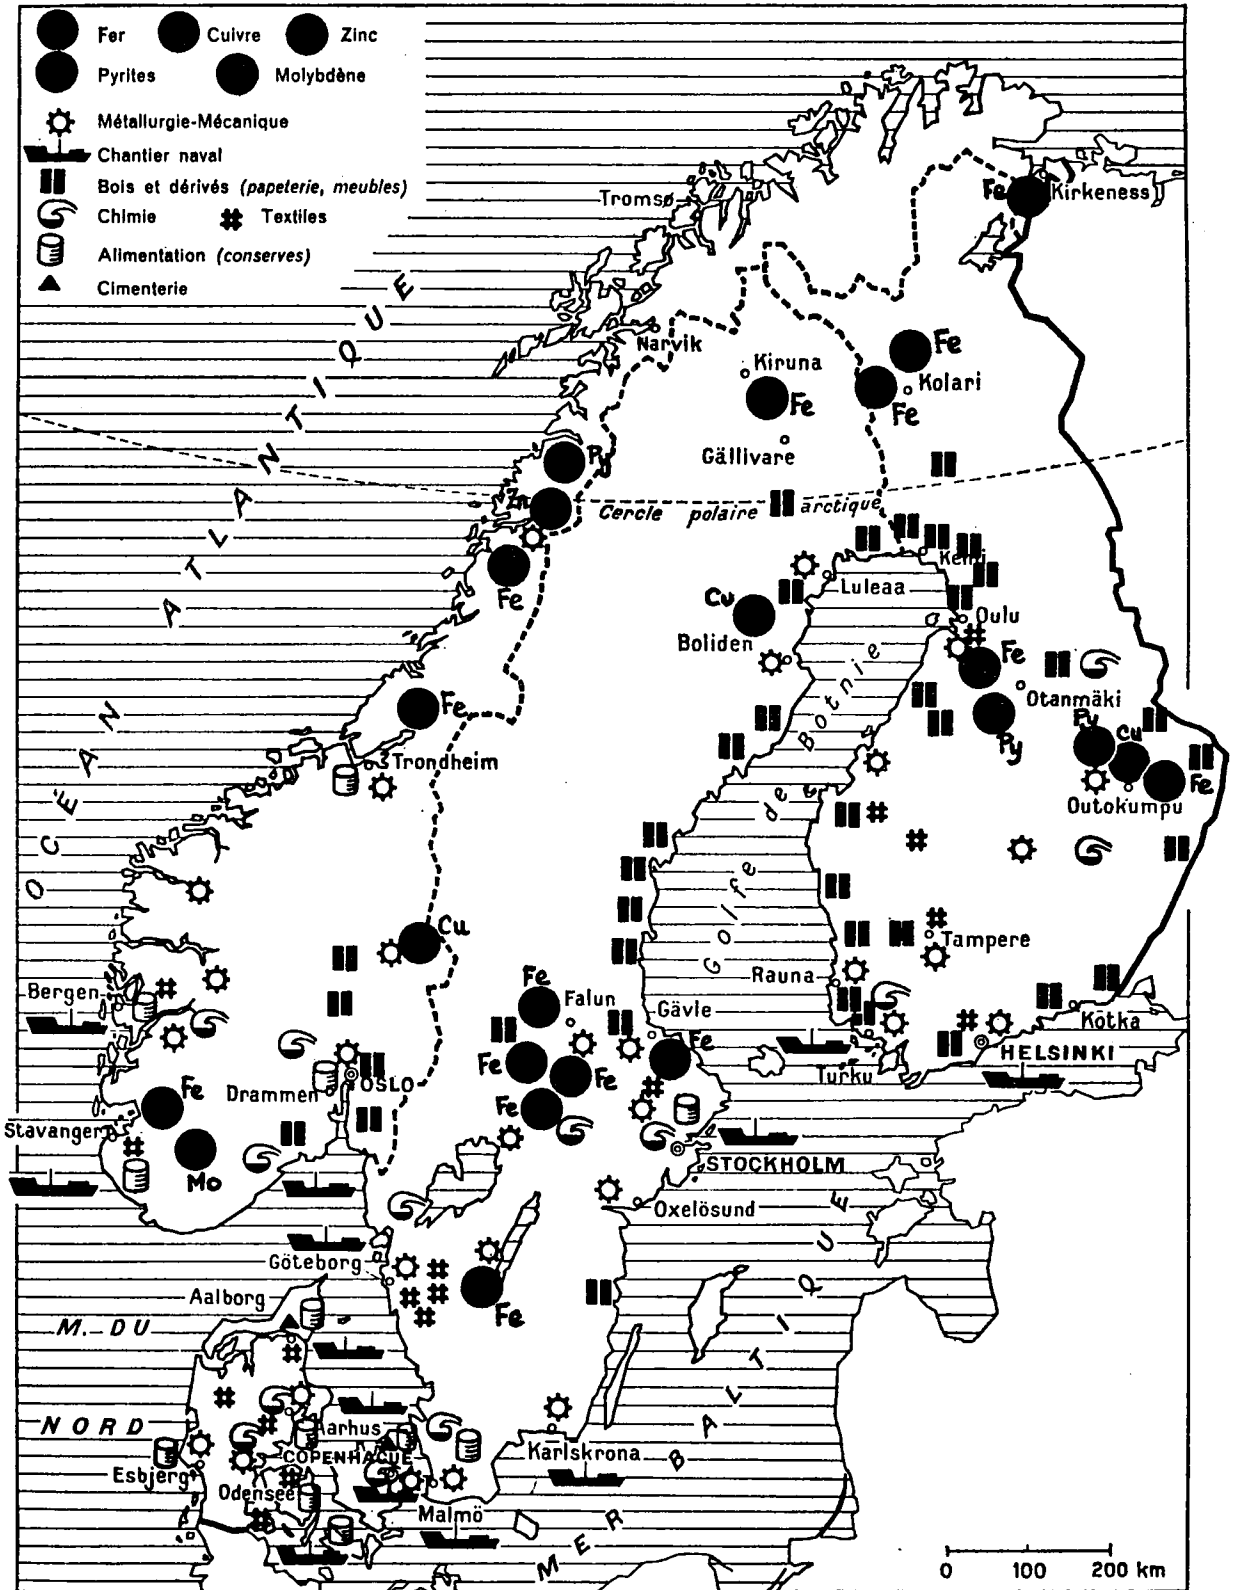 Fer Cuivre Zinc
Pyrites Molybdène
Métallurgie-Mécanique
Chantier naval
Bois et dérivés (papeterie, meubles)
Chimie Textiles
Alimentation (conserves)
Cimenterie
OCÉAN ATLANTIQUE
Tromsø
Fe Kirkeness
Narvik
Fe
Kiruna
Kolari
Fe Fe
Gällivare
Py
Zn
Cercle polaire arctique
Kemi
Fe
Luleaa
Cu
Oulu
Boliden
Fe
Otanmäki
Fe
Py Cu
Py
Trondheim
Fe
Outokumpu
Golfe de Botnie
Cu
Tampere
Fe
Rauna
Bergen
Falun
Gävle
Kotka
Fe
HELSINKI
Fe Fe
Turku
OSLO
Drammen
Fe
Fe
Stavanger
STOCKHOLM
Mo
Oxelösund
Göteborg
Aalborg
Fe
M. DU
NORD
Aarhus
COPENHAGUE
Karlskrona
Esbjerg
Odensee
Malmö
MER BALTIQUE
0 100 200 km